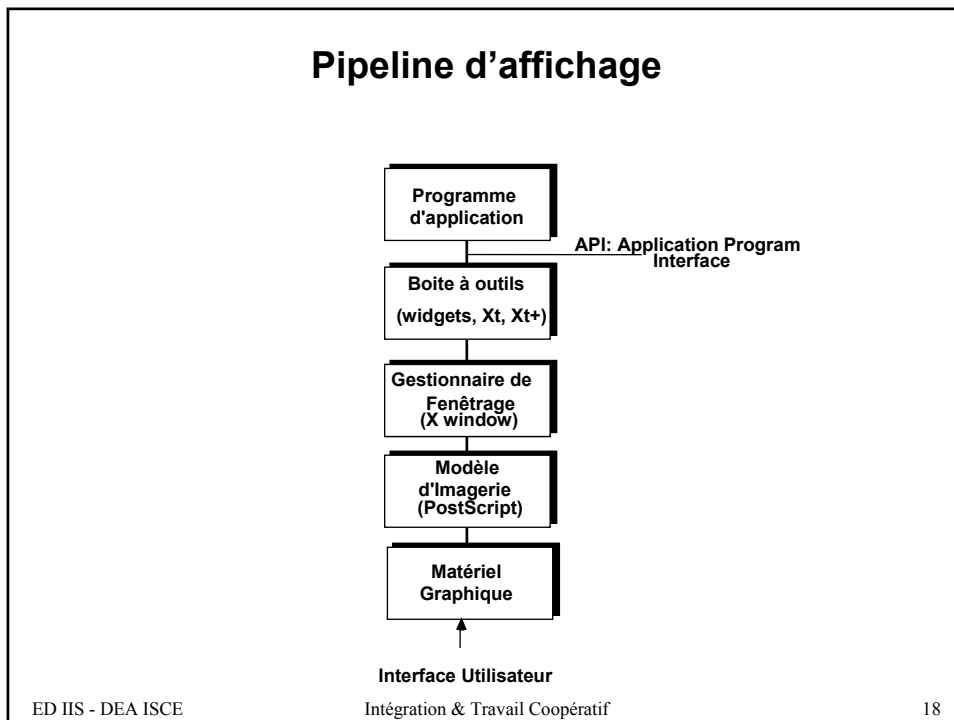 Pipeline d’affichage
Programme
d'application
API: Application Program
Interface
Boite à outils
(widgets, Xt, Xt+)
Gestionnaire de
Fenêtrage
(X window)
Modèle
d'Imagerie
(PostScript)
Matériel
Graphique
Interface Utilisateur
ED IIS - DEA ISCE
Intégration & Travail Coopératif
18